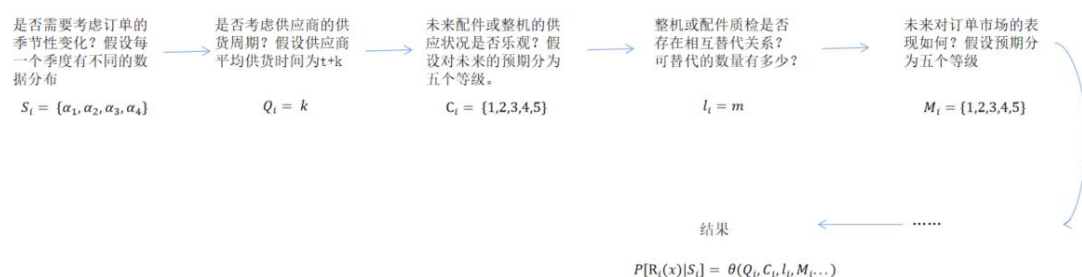 是否需要考虑订单的
季节性变化？假设每
一个季度有不同的数
据分布
S_i = {α_1, α_2, α_3, α_4}
是否考虑供应商的供
货周期？假设供应商
平均供货时间为t+k
Q_i = k
未来配件或整机的供
应状况是否乐观？假
设对未来的预期分为
五个等级。
C_i = {1,2,3,4,5}
整机或配件质检是否
存在相互替代关系？
可替代的数量有多少？
l_i = m
未来对订单市场的表
现如何？假设预期分
为五个等级
M_i = {1,2,3,4,5}
……
结果
P[R_i(x)|S_i] = θ(Q_i, C_i, l_i, M_i…)